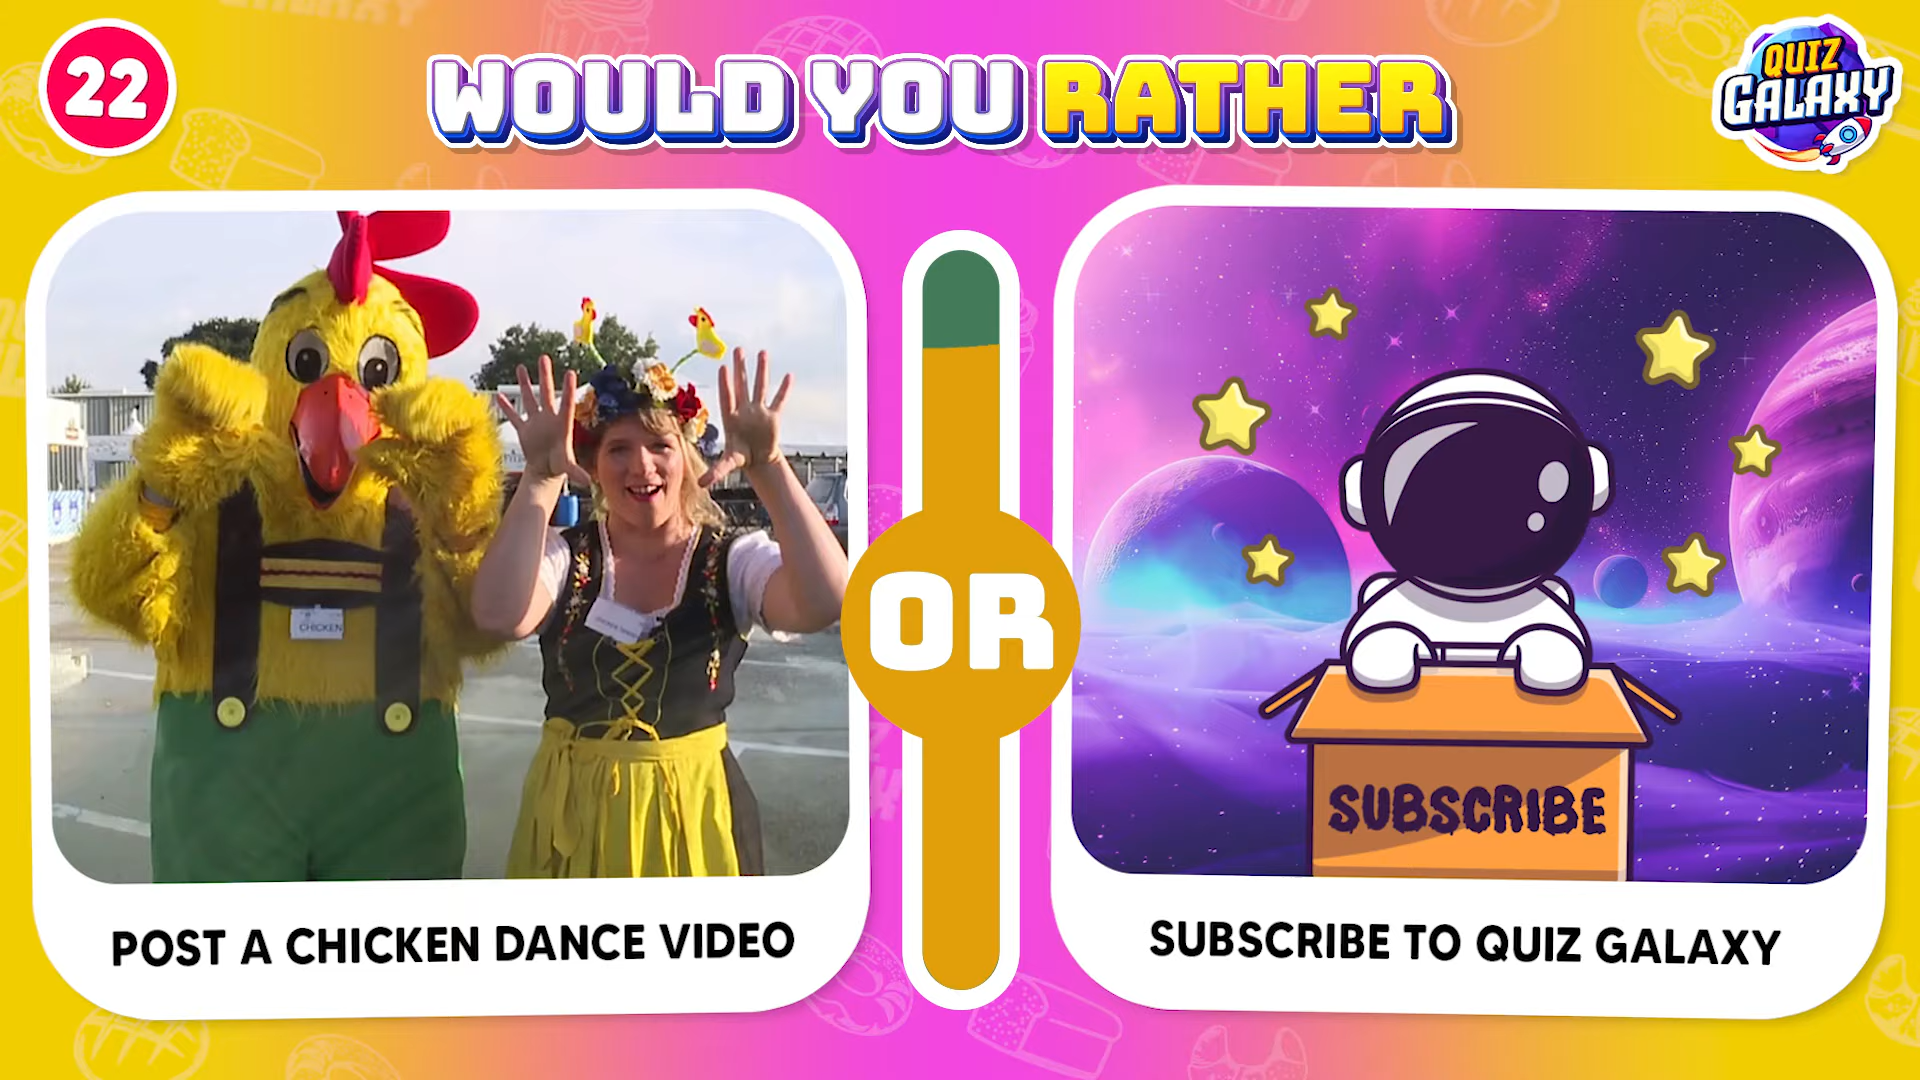 22
WOULD YOU RATHER
QUIZ
GALAXY
CHICKEN
OR
SUBSCRIBE
POST A CHICKEN DANCE VIDEO
SUBSCRIBE TO QUIZ GALAXY